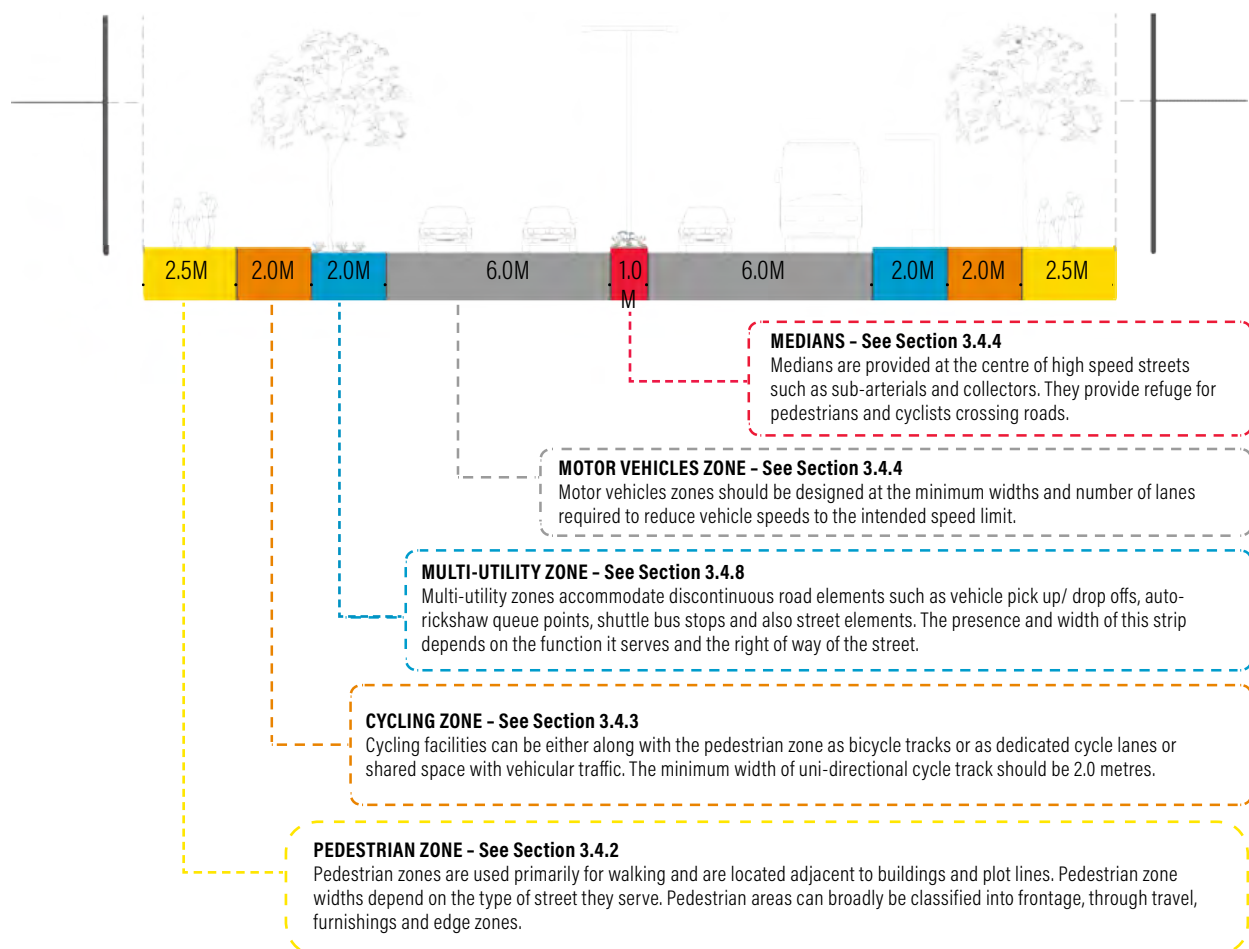 2.5M 2.0M 2.0M 6.0M 1.0 M 6.0M 2.0M 2.0M 2.5M
MEDIANS – See Section 3.4.4
Medians are provided at the centre of high speed streets
such as sub-arterials and collectors. They provide refuge for
pedestrians and cyclists crossing roads.
MOTOR VEHICLES ZONE – See Section 3.4.4
Motor vehicles zones should be designed at the minimum widths and number of lanes
required to reduce vehicle speeds to the intended speed limit.
MULTI-UTILITY ZONE – See Section 3.4.8
Multi-utility zones accommodate discontinuous road elements such as vehicle pick up/ drop offs, auto-
rickshaw queue points, shuttle bus stops and also street elements. The presence and width of this strip
depends on the function it serves and the right of way of the street.
CYCLING ZONE – See Section 3.4.3
Cycling facilities can be either along with the pedestrian zone as bicycle tracks or as dedicated cycle lanes or
shared space with vehicular traffic. The minimum width of uni-directional cycle track should be 2.0 metres.
PEDESTRIAN ZONE – See Section 3.4.2
Pedestrian zones are used primarily for walking and are located adjacent to buildings and plot lines. Pedestrian zone
widths depend on the type of street they serve. Pedestrian areas can broadly be classified into frontage, through travel,
furnishings and edge zones.